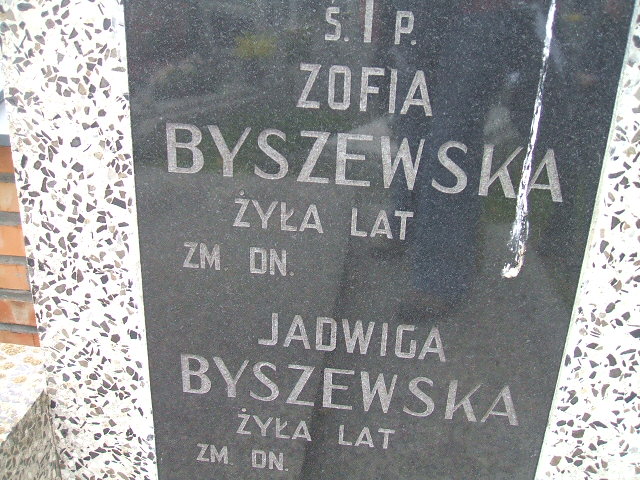 Ś. P.
ZOFIA
BYSZEWSKA
ŻYŁA LAT
ZM. DN.
JADWIGA
BYSZEWSKA
ŻYŁA LAT
ZM. DN.